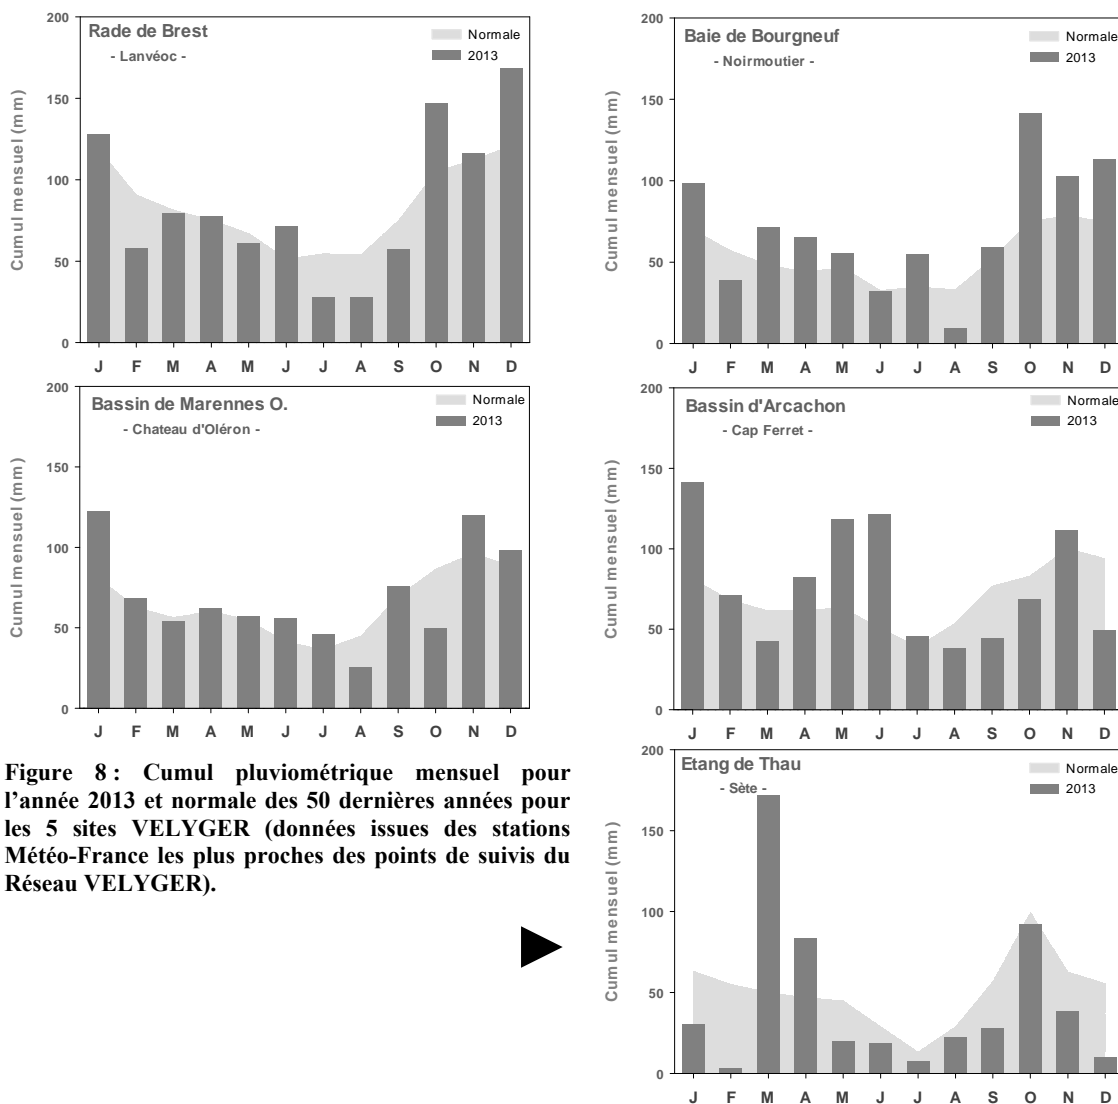 Rade de Brest
- Lanvéoc -
Normale
2013
Cumul mensuel (mm)
200
150
100
50
0
J F M A M J J A S O N D
Baie de Bourgneuf
- Noirmoutier -
Normale
2013
Cumul mensuel (mm)
200
150
100
50
0
J F M A M J J A S O N D
Bassin de Marennes O.
- Chateau d'Oléron -
Normale
2013
Cumul mensuel (mm)
200
150
100
50
0
J F M A M J J A S O N D
Bassin d'Arcachon
- Cap Ferret -
Normale
2013
Cumul mensuel (mm)
200
150
100
50
0
J F M A M J J A S O N D
Figure 8 : Cumul pluviométrique mensuel pour
l'année 2013 et normale des 50 dernières années pour
les 5 sites VELYGER (données issues des stations
Météo-France les plus proches des points de suivis du
Réseau VELYGER).
Etang de Thau
- Sète -
Normale
2013
Cumul mensuel (mm)
200
150
100
50
0
J F M A M J J A S O N D